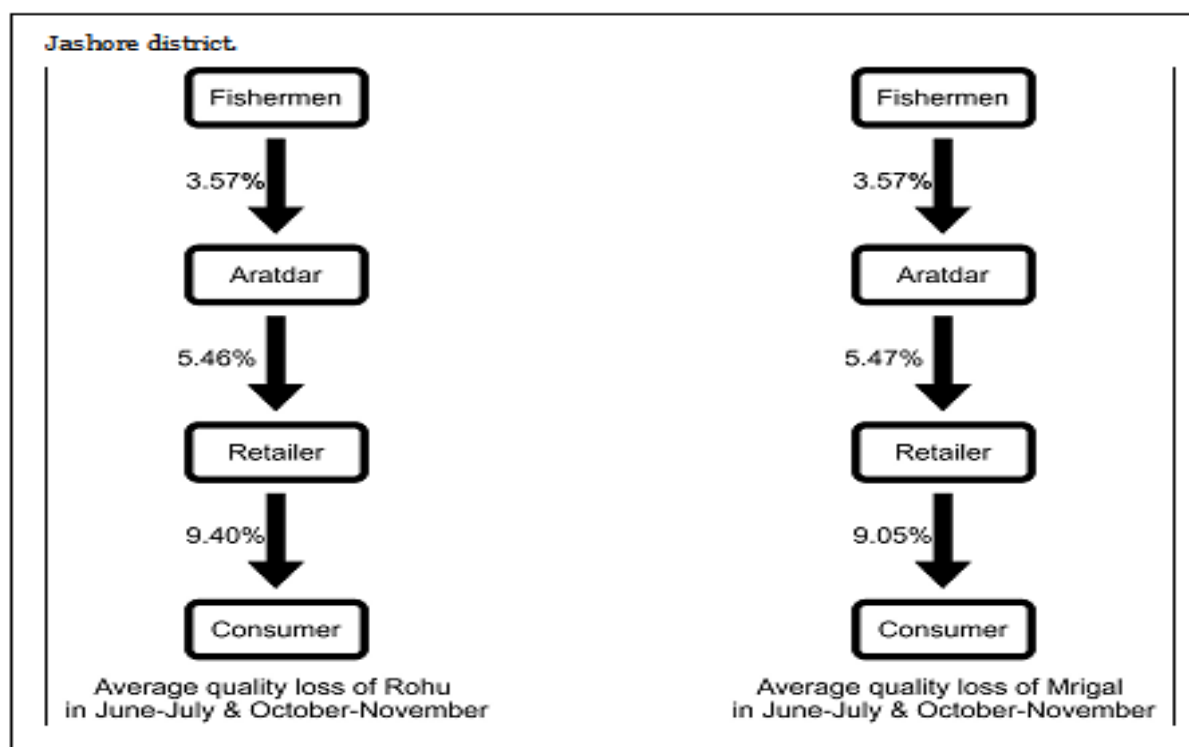 Jashore district.
Fishermen
3.57%
Aratdar
5.46%
Retailer
9.40%
Consumer
Average quality loss of Rohu
in June-July & October-November
Fishermen
3.57%
Aratdar
5.47%
Retailer
9.05%
Consumer
Average quality loss of Mrigal
in June-July & October-November